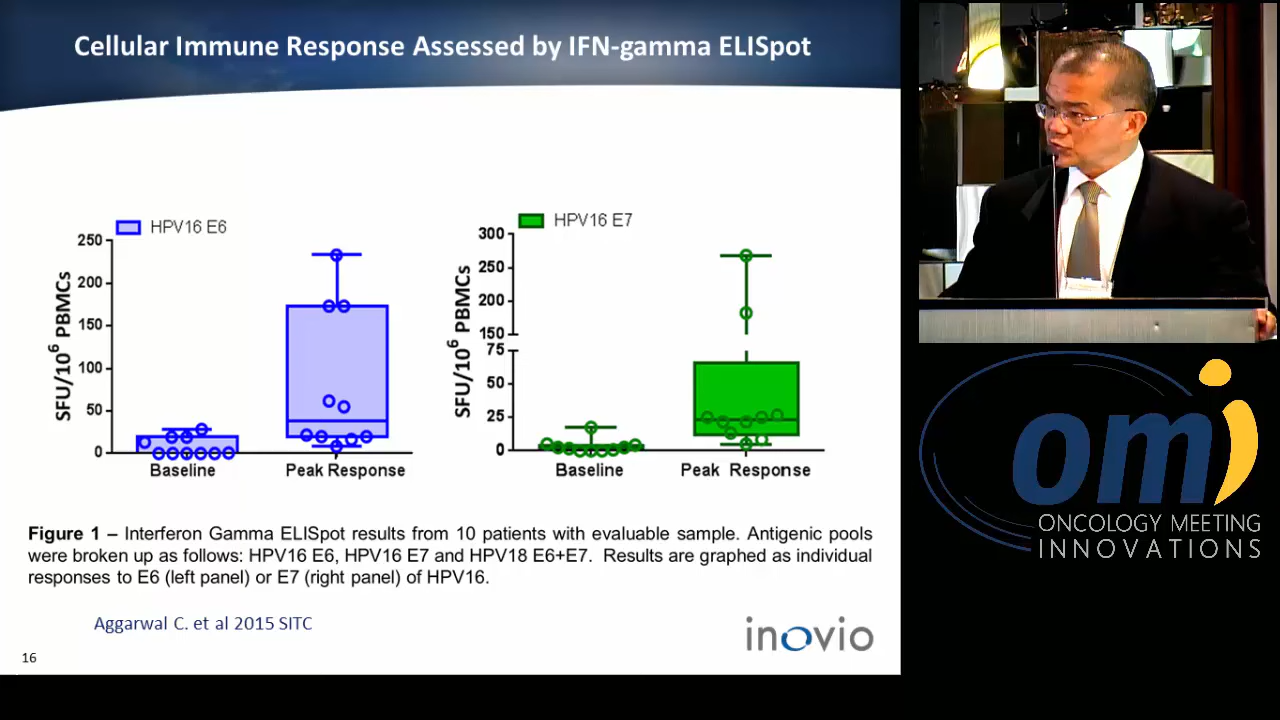 Cellular Immune Response Assessed by IFN-gamma ELISpot
HPV16 E6
250
200
150
100
50
0
SFU/10^6 PBMCs
Baseline
Peak Response
HPV16 E7
300
250
200
150
75
50
25
0
SFU/10^6 PBMCs
Baseline
Peak Response
Figure 1 – Interferon Gamma ELISpot results from 10 patients with evaluable sample. Antigenic pools
were broken up as follows: HPV16 E6, HPV16 E7 and HPV18 E6+E7. Results are graphed as individual
responses to E6 (left panel) or E7 (right panel) of HPV16.
Aggarwal C. et al 2015 SITC
inovio
16
omi
ONCOLOGY MEETING
INNOVATIONS